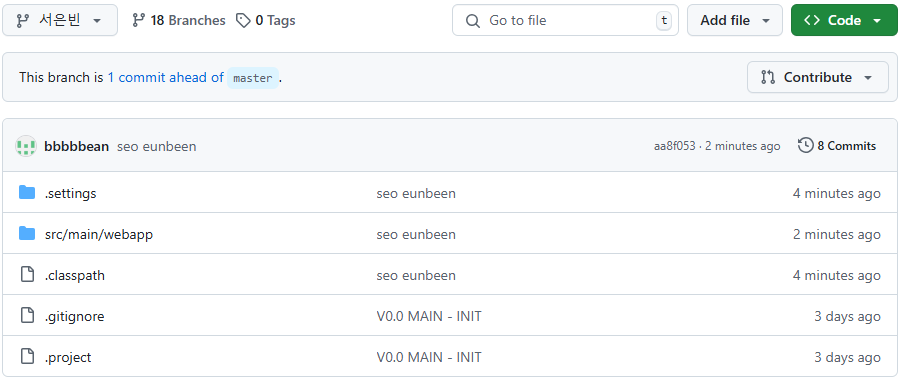 서은빈 18 Branches 0 Tags Go to file t Add file Code
This branch is 1 commit ahead of master .
Contribute
bbbbbean seo eunbeen aa8f053 · 2 minutes ago 8 Commits
.settings seo eunbeen 4 minutes ago
src/main/webapp seo eunbeen 2 minutes ago
.classpath seo eunbeen 4 minutes ago
.gitignore V0.0 MAIN - INIT 3 days ago
.project V0.0 MAIN - INIT 3 days ago